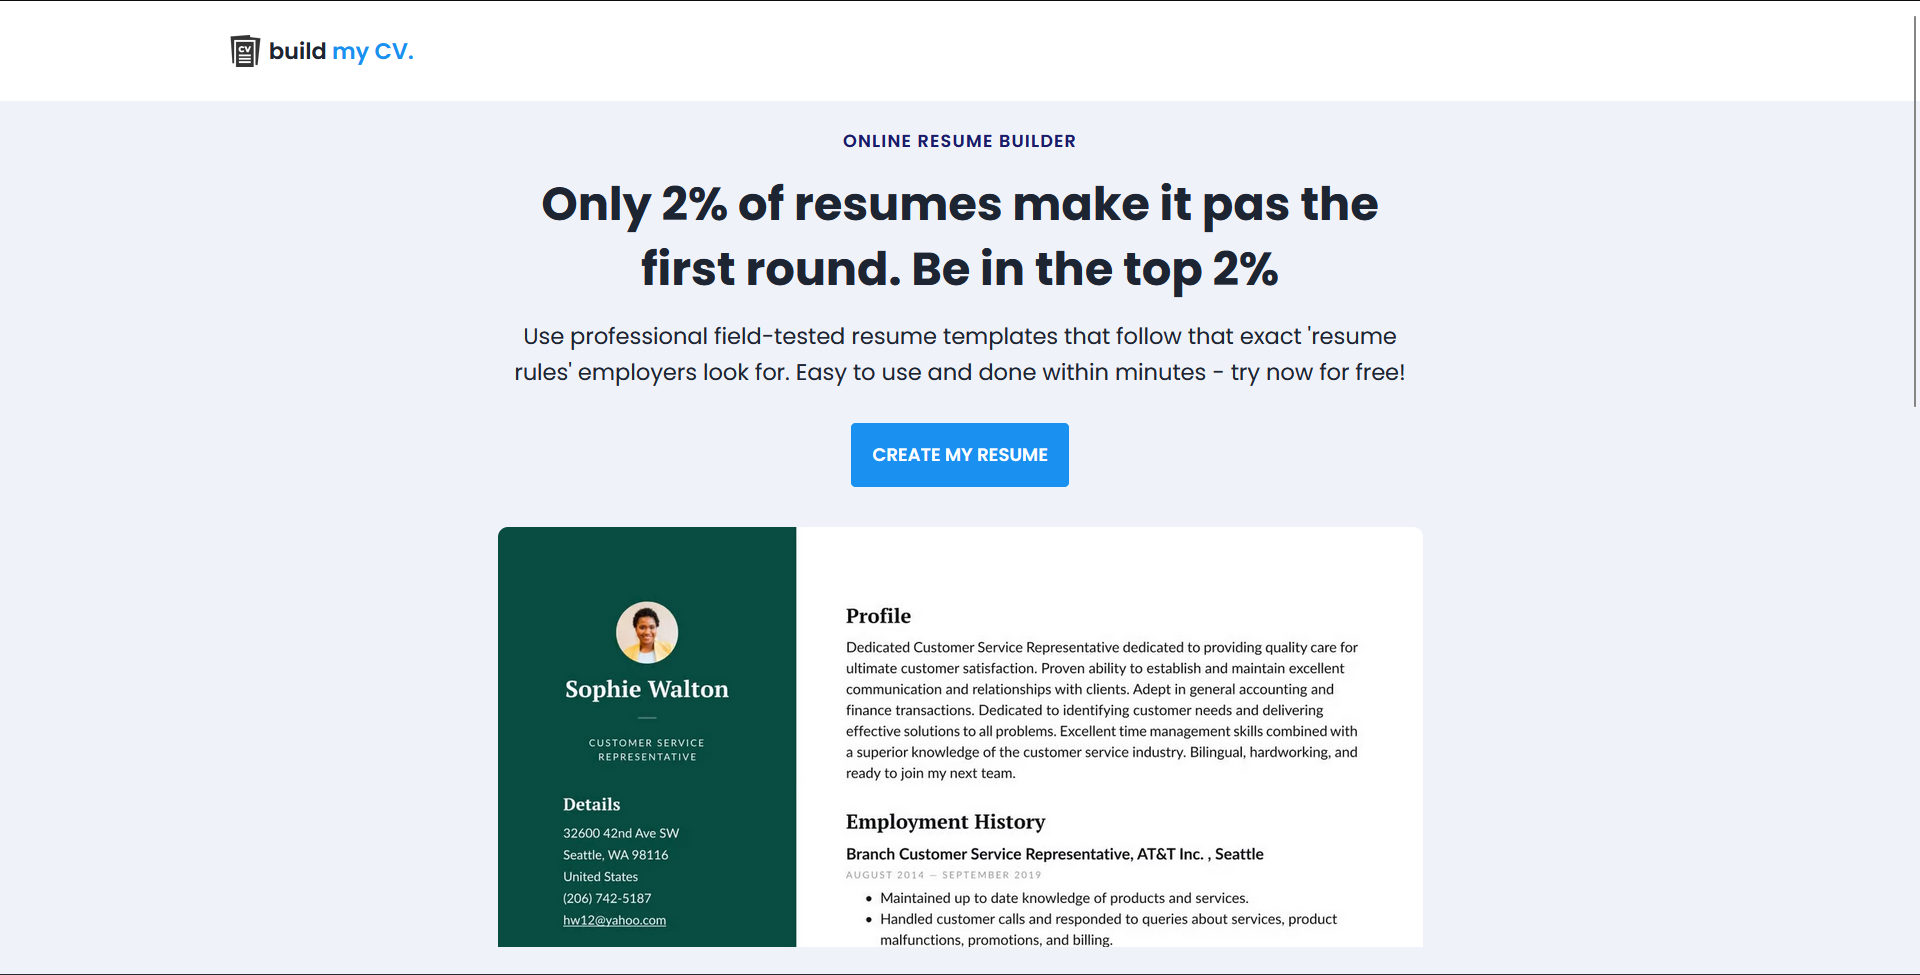 CV
build my CV.
ONLINE RESUME BUILDER
Only 2% of resumes make it pas the
first round. Be in the top 2%
Use professional field-tested resume templates that follow that exact 'resume
rules' employers look for. Easy to use and done within minutes - try now for free!
CREATE MY RESUME
Sophie Walton
CUSTOMER SERVICE
REPRESENTATIVE
Details
32600 42nd Ave SW
Seattle, WA 98116
United States
(206) 742-5187
hw12@yahoo.com
Profile
Dedicated Customer Service Representative dedicated to providing quality care for
ultimate customer satisfaction. Proven ability to establish and maintain excellent
communication and relationships with clients. Adept in general accounting and
finance transactions. Dedicated to identifying customer needs and delivering
effective solutions to all problems. Excellent time management skills combined with
a superior knowledge of the customer service industry. Bilingual, hardworking, and
ready to join my next team.
Employment History
Branch Customer Service Representative, AT&T Inc. , Seattle
AUGUST 2014 — SEPTEMBER 2019
• Maintained up to date knowledge of products and services.
• Handled customer calls and responded to queries about services, product
malfunctions, promotions, and billing.